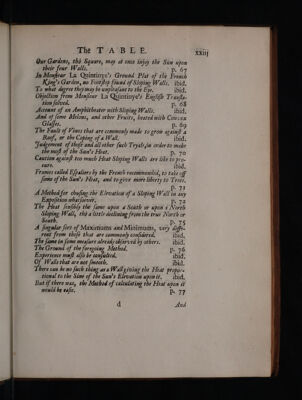 The TABLE. xxiij
Our Gardens, tho Square, may at once injoy the Sun upon
their four Walls. p. 67
In Monsieur La Quintinye's Ground Plat of the French
King's Garden, no Footstep found of Sloping Walls. ibid.
To what degree they may be unpleasant to the Eye. ibid.
Objection from Monsieur La Quintinye's English Transla-
tion solved. p. 68
Account of an Amphitheater with Sloping Walls. ibid.
And of some Melons, and other Fruits, heated with Concave
Glasses. p. 69
The Fault of Vines that are commonly made to grow against a
Roof, or the Coping of a Wall. ibid.
Judgement of these and all other such Tryals, in order to make
the most of the Sun's Heat. p. 70
Caution against too much Heat Sloping Walls are like to pro-
cure. ibid.
Frames called Espaliers by the French recommended, to take off
some of the Sun's Heat, and to give more liberty to Trees.
p. 71
A Method for chusing the Elevation of a Sloping Wall in any
Exposition whatsoever. p. 72
The Heat sensibly the same upon a South or upon a North
Sloping Wall, tho a little declining from the true North or
South. p. 75
A singular sort of Maximums and Minimums, very diffe-
rent from those that are commonly considered. ibid.
The same in some measure already observed by others. ibid.
The Ground of the foregoing Method. p. 76
Experience must also be consulted. ibid.
Of Walls that are not smooth. ibid.
There can be no such thing as a Wall giving the Heat propor-
tional to the Sine of the Sun's Elevation upon it. ibid.
But if there was, the Method of calculating the Heat upon it
would be easie. p. 77
d And